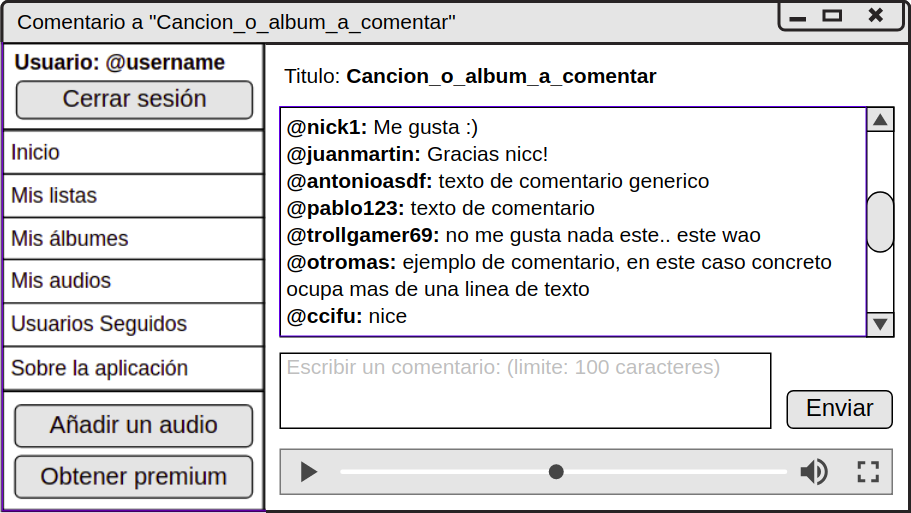 Comentario a "Cancion_o_album_a_comentar"
Usuario: @username
Cerrar sesión
Inicio
Mis listas
Mis álbumes
Mis audios
Usuarios Seguidos
Sobre la aplicación
Añadir un audio
Obtener premium
Titulo: Cancion_o_album_a_comentar
@nick1: Me gusta :)
@juanmartin: Gracias nicc!
@antonioasdf: texto de comentario generico
@pablo123: texto de comentario
@trollgamer69: no me gusta nada este.. este wao
@otromas: ejemplo de comentario, en este caso concreto
ocupa mas de una linea de texto
@ccifu: nice
Escribir un comentario: (limite: 100 caracteres)
Enviar